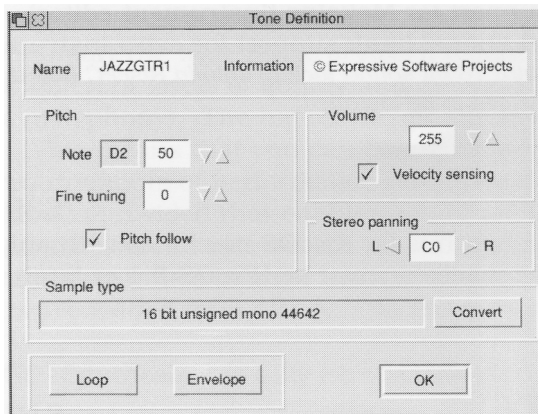 Tone Definition
Name JAZZGTR1 Information © Expressive Software Projects
Pitch
Note D2 50
Fine tuning 0
Pitch follow
Volume
255
Velocity sensing
Stereo panning
L C0 R
Sample type
16 bit unsigned mono 44642 Convert
Loop Envelope OK